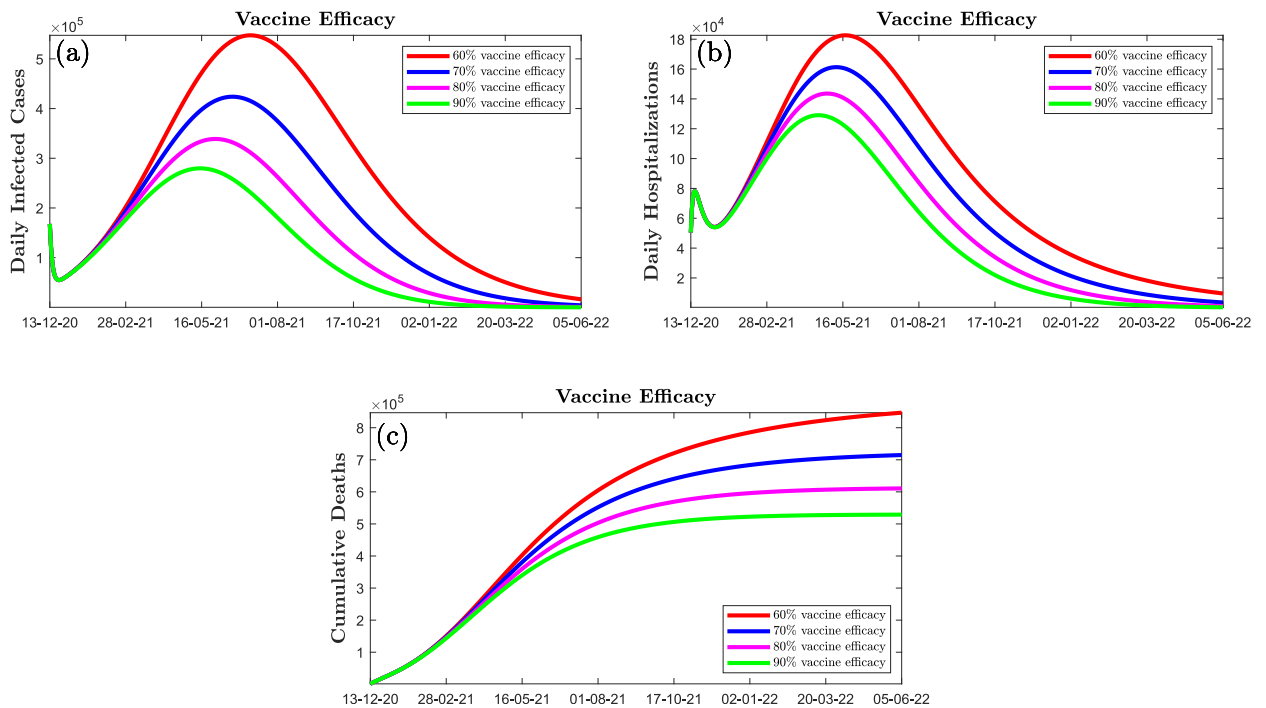 Vaccine Efficacy
×10⁵
(a)
Daily Infected Cases
5
4
3
2
1
60% vaccine efficacy
70% vaccine efficacy
80% vaccine efficacy
90% vaccine efficacy
13-12-20 28-02-21 16-05-21 01-08-21 17-10-21 22-01-22 20-03-22 05-06-22
Vaccine Efficacy
×10⁴
(b)
Daily Hospitalizations
18
16
14
12
10
8
6
4
2
60% vaccine efficacy
70% vaccine efficacy
80% vaccine efficacy
90% vaccine efficacy
13-12-20 28-02-21 16-05-21 01-08-21 17-10-21 02-01-22 20-03-22 05-06-22
Vaccine Efficacy
×10⁵
(c)
Cumulative Deaths
8
7
6
5
4
3
2
1
60% vaccine efficacy
70% vaccine efficacy
80% vaccine efficacy
90% vaccine efficacy
13-12-20 28-02-21 16-05-21 01-08-21 17-10-21 02-01-22 20-03-22 05-06-22